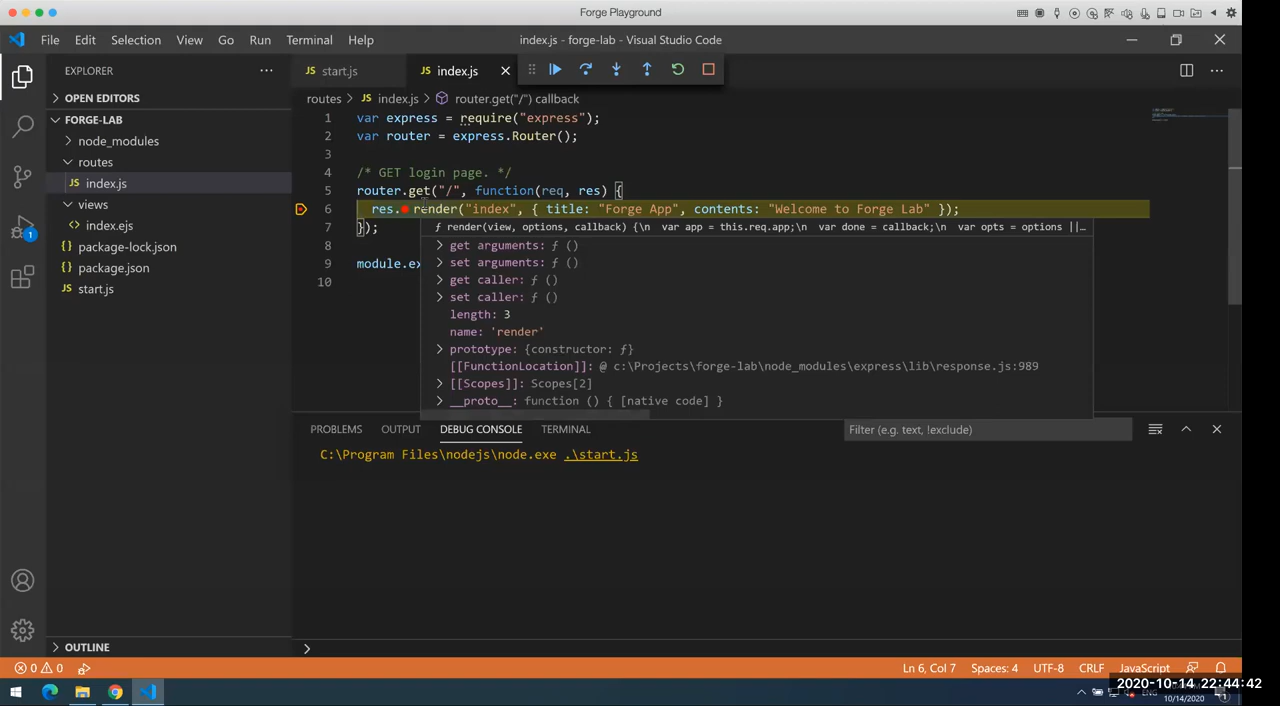 Forge Playground
File Edit Selection View Go Run Terminal Help
index.js - forge-lab - Visual Studio Code
EXPLORER
JS start.js
JS index.js
OPEN EDITORS
FORGE-LAB
node_modules
routes
JS index.js
views
<> index.ejs
{} package-lock.json
{} package.json
JS start.js
OUTLINE
routes > JS index.js > router.get("/") callback
1 var express = require("express");
2 var router = express.Router();
3
4 /* GET login page. */
5 router.get("/", function(req, res) {
6 res. render("index", { title: "Forge App", contents: "Welcome to Forge Lab" });
7 });
8
9 module.ex
10
ƒ render(view, options, callback) {\n  var app = this.req.app;\n  var done = callback;\n  var opts = options ||…
> get arguments: ƒ ()
> set arguments: ƒ ()
> get caller: ƒ ()
> set caller: ƒ ()
length: 3
name: 'render'
> prototype: {constructor: ƒ}
[[FunctionLocation]]: @ c:\Projects\forge-lab\node_modules\express\lib\response.js:989
> [[Scopes]]: Scopes[2]
> __proto__: function () { [native code] }
PROBLEMS OUTPUT DEBUG CONSOLE TERMINAL
Filter (e.g. text, !exclude)
C:\Program Files\nodejs\node.exe .\start.js
1
0 0
Ln 6, Col 7 Spaces: 4 UTF-8 CRLF JavaScript
2020-10-14 22:44:42
ENG
10/14/2020